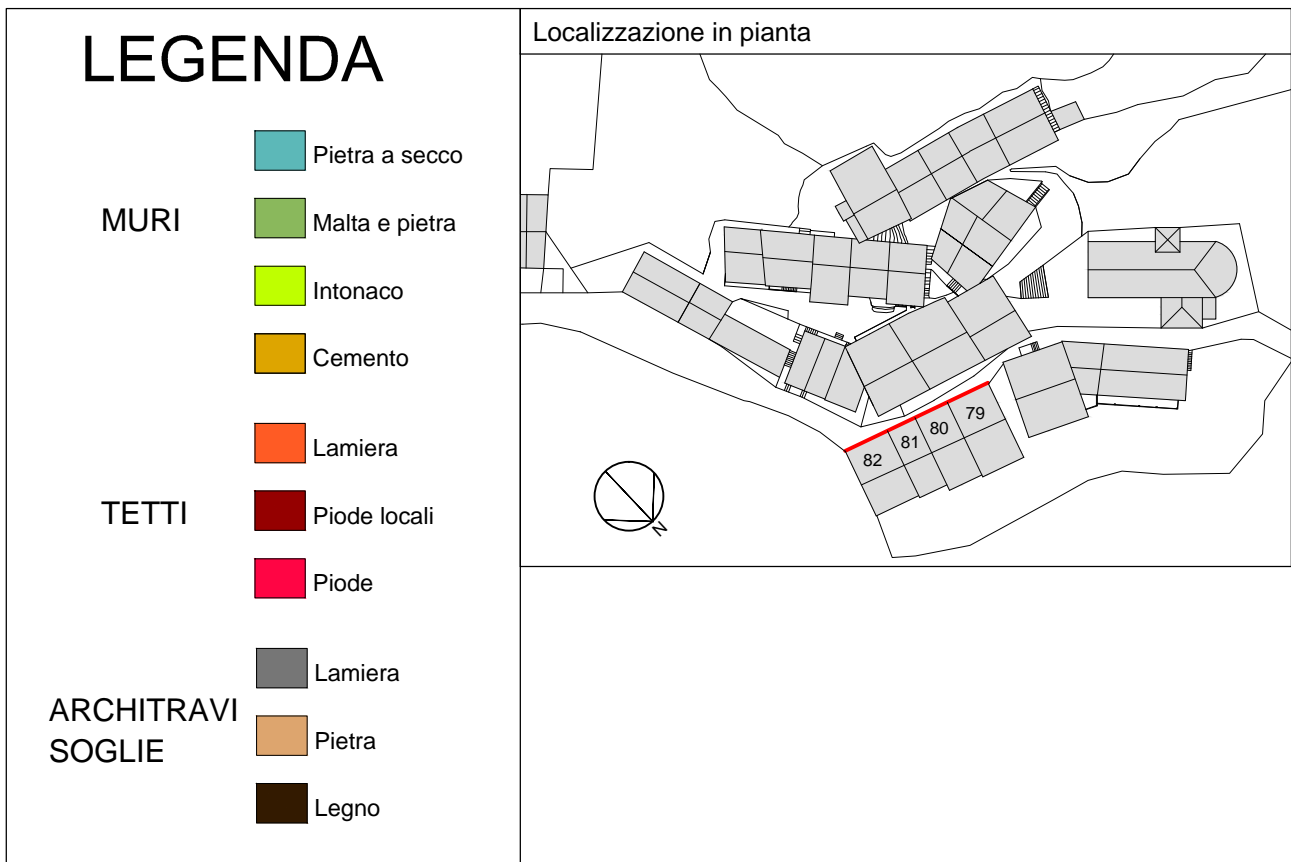 LEGENDA
MURI
Pietra a secco
Malta e pietra
Intonaco
Cemento
TETTI
Lamiera
Piode locali
Piode
ARCHITRAVI
SOGLIE
Lamiera
Pietra
Legno
Localizzazione in pianta
79
80
81
82
N